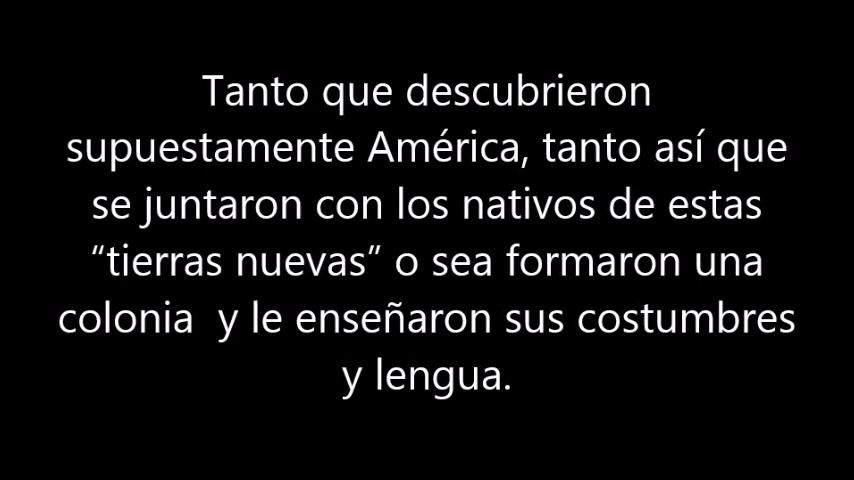 Tanto que descubrieron
supuestamente América, tanto así que
se juntaron con los nativos de estas
“tierras nuevas” o sea formaron una
colonia  y le enseñaron sus costumbres
y lengua.